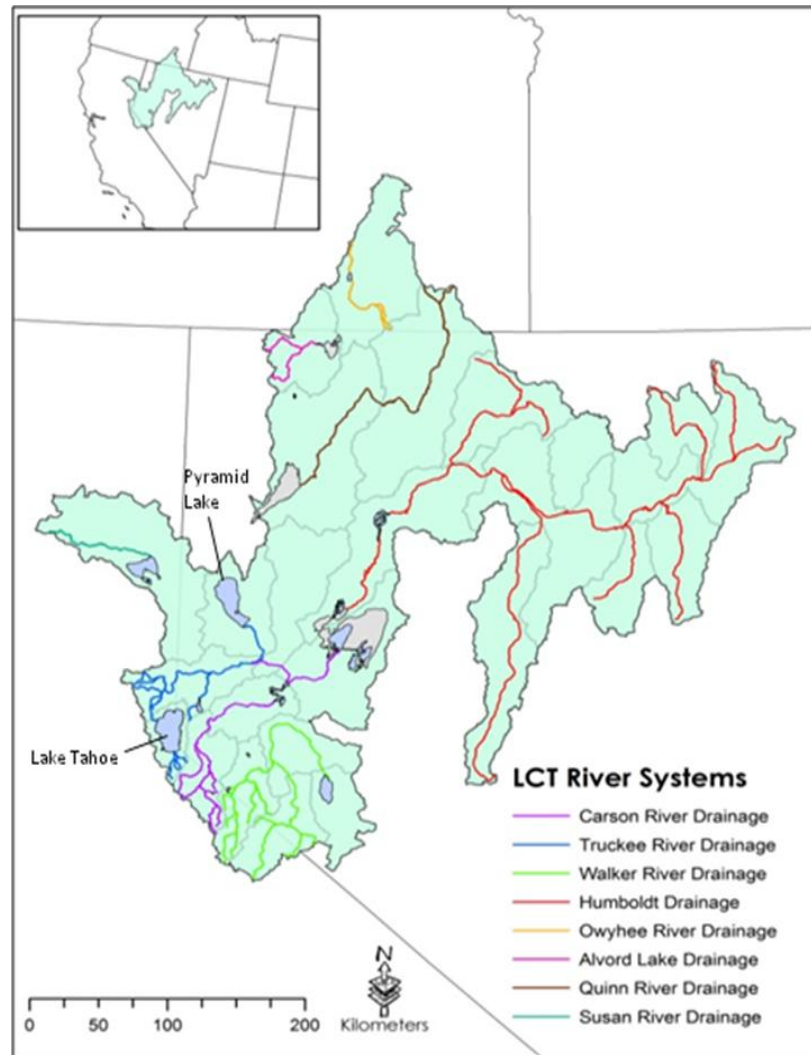 Pyramid
Lake
Lake Tahoe
LCT River Systems
Carson River Drainage
Truckee River Drainage
Walker River Drainage
Humboldt Drainage
Owyhee River Drainage
Alvord Lake Drainage
Quinn River Drainage
Susan River Drainage
N
0 50 100 200
Kilometers